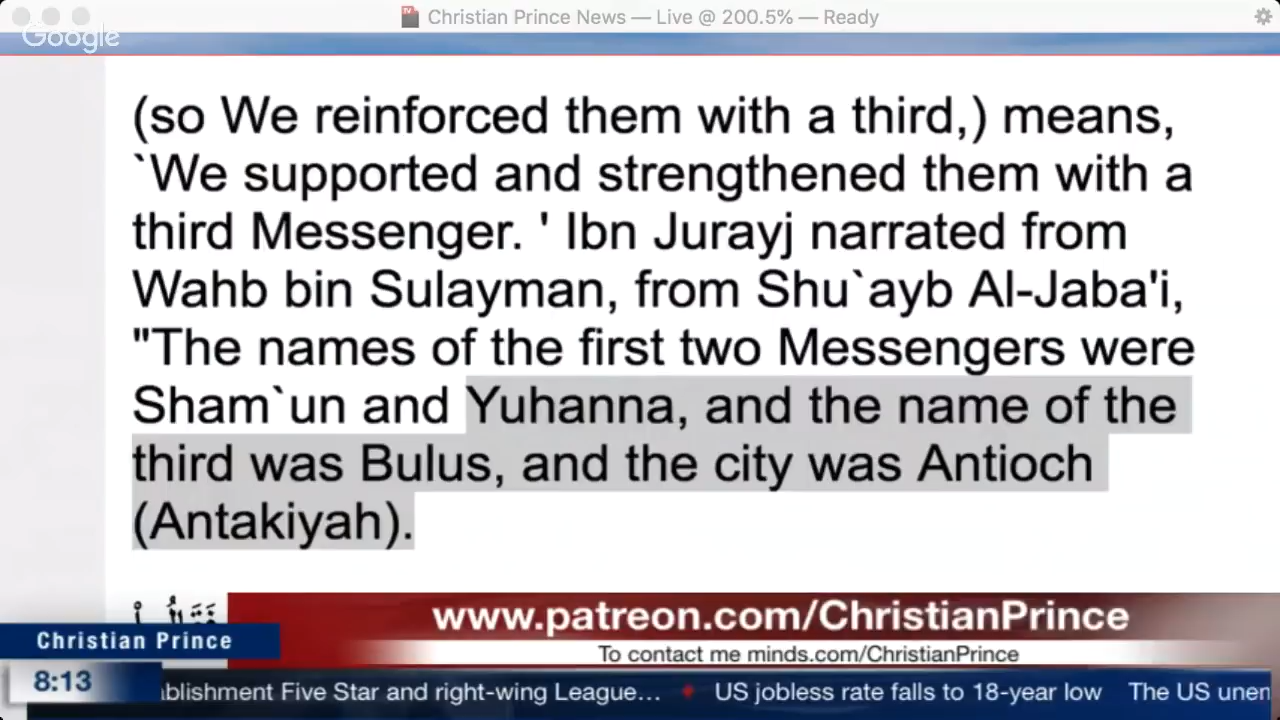 Christian Prince News — Live @ 200.5% — Ready
Google
(so We reinforced them with a third,) means,
`We supported and strengthened them with a
third Messenger. ' Ibn Jurayj narrated from
Wahb bin Sulayman, from Shu`ayb Al-Jaba'i,
"The names of the first two Messengers were
Sham`un and Yuhanna, and the name of the
third was Bulus, and the city was Antioch
(Antakiyah).
www.patreon.com/ChristianPrince
Christian Prince
To contact me minds.com/ChristianPrince
8:13
ablishment Five Star and right-wing League... US jobless rate falls to 18-year low The US unem